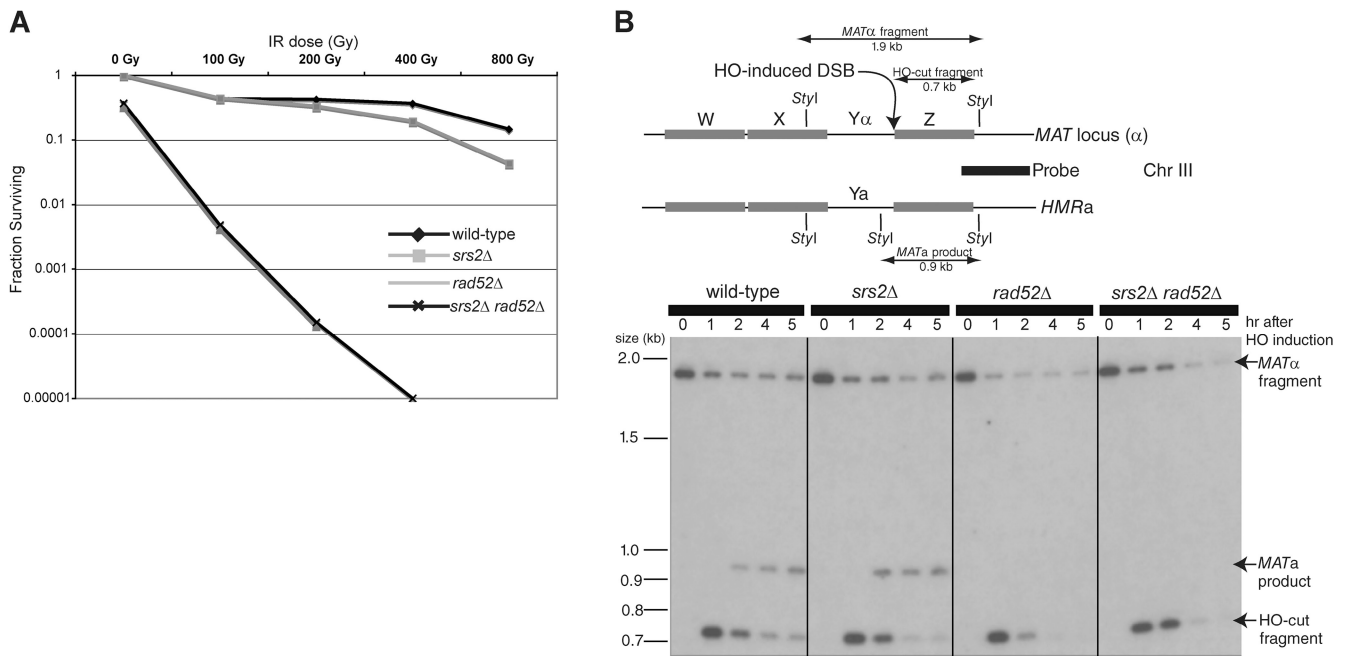 A
IR dose (Gy)
0 Gy 100 Gy 200 Gy 400 Gy 800 Gy
Fraction Surviving
1
0.1
0.01
0.001
0.0001
0.00001
wild-type
srs2Δ
rad52Δ
srs2Δ rad52Δ
B
MATα fragment
1.9 kb
HO-induced DSB
HO-cut fragment
0.7 kb
StyI StyI
W X Yα Z
MAT locus (α)
Probe Chr III
Ya
HMRa
StyI StyI StyI
MATa product
0.9 kb
wild-type srs2Δ rad52Δ srs2Δ rad52Δ
0 1 2 4 5 0 1 2 4 5 0 1 2 4 5 0 1 2 4 5
hr after
HO induction
size (kb)
2.0
1.5
1.0
0.9
0.8
0.7
MATα
fragment
MATa
product
HO-cut
fragment